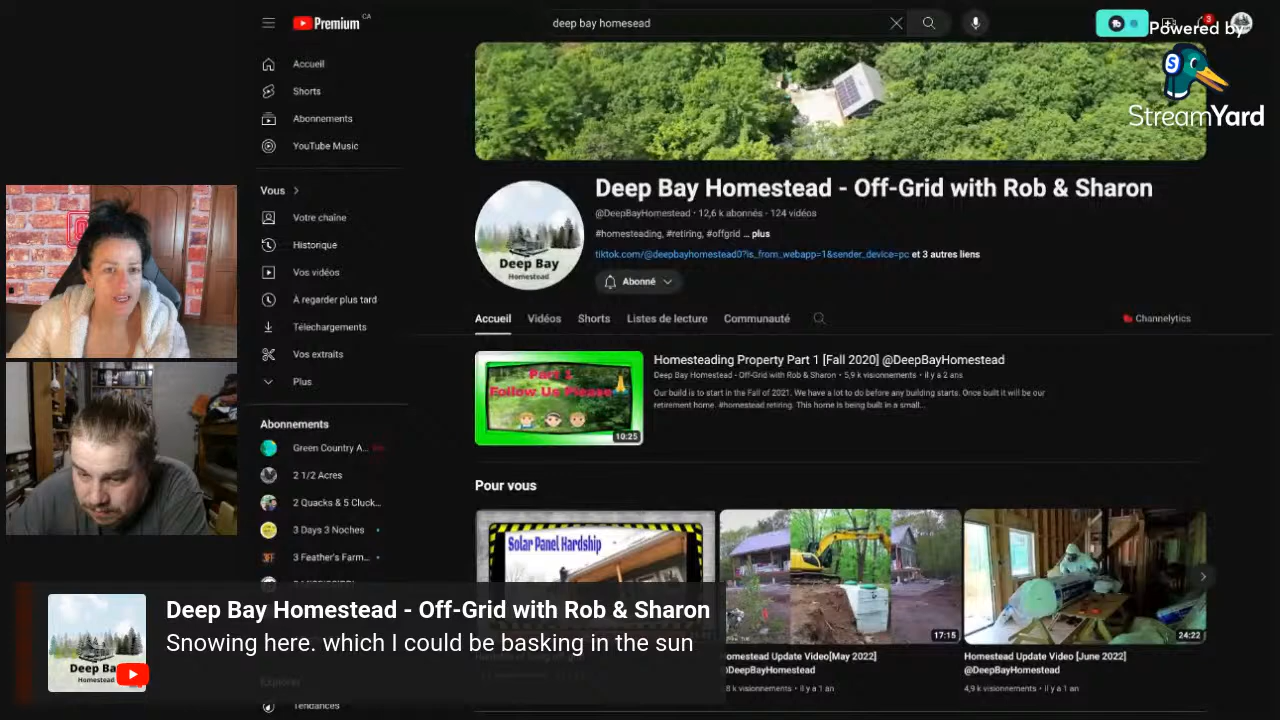 Premium CA
deep bay homesead
3
Powered by
StreamYard
Accueil
Shorts
Abonnements
YouTube Music
Vous
Votre chaîne
Historique
Vos vidéos
À regarder plus tard
Téléchargements
Vos extraits
Plus
Abonnements
Green Country A...
2 1/2 Acres
2 Quacks & 5 Cluck...
3 Days 3 Noches
3 Feather's Farm...
Tendances
Deep Bay Homestead - Off-Grid with Rob & Sharon
@DeepBayHomestead · 12,6 k abonnés · 124 vidéos
#homesteading, #retiring, #offgrid ... plus
tiktok.com/@deepbayhomestead0?is_from_webapp=1&sender_device=pc et 3 autres liens
Deep Bay
Homestead
Abonné
Accueil Vidéos Shorts Listes de lecture Communauté
Channelytics
Part 1
Follow Us Please
10:25
Homesteading Property Part 1 [Fall 2020] @DeepBayHomestead
Deep Bay Homestead - Off-Grid with Rob & Sharon · 5,9 k visionnements · il y a 2 ans
Our build is to start in the Fall of 2021. We have a lot to do before any building starts. Once built it will be our
retirement home. #homestead retiring. This home is being built in a small...
Pour vous
Solar Panel Hardship
17:15
24:22
omestead Update Video[May 2022]
@DeepBayHomestead
k visionnements · il y a 1 an
Homestead Update Video [June 2022]
@DeepBayHomestead
4,9 k visionnements · il y a 1 an
Deep Bay Homestead - Off-Grid with Rob & Sharon
Snowing here. which I could be basking in the sun
Deep Ba
Homestead